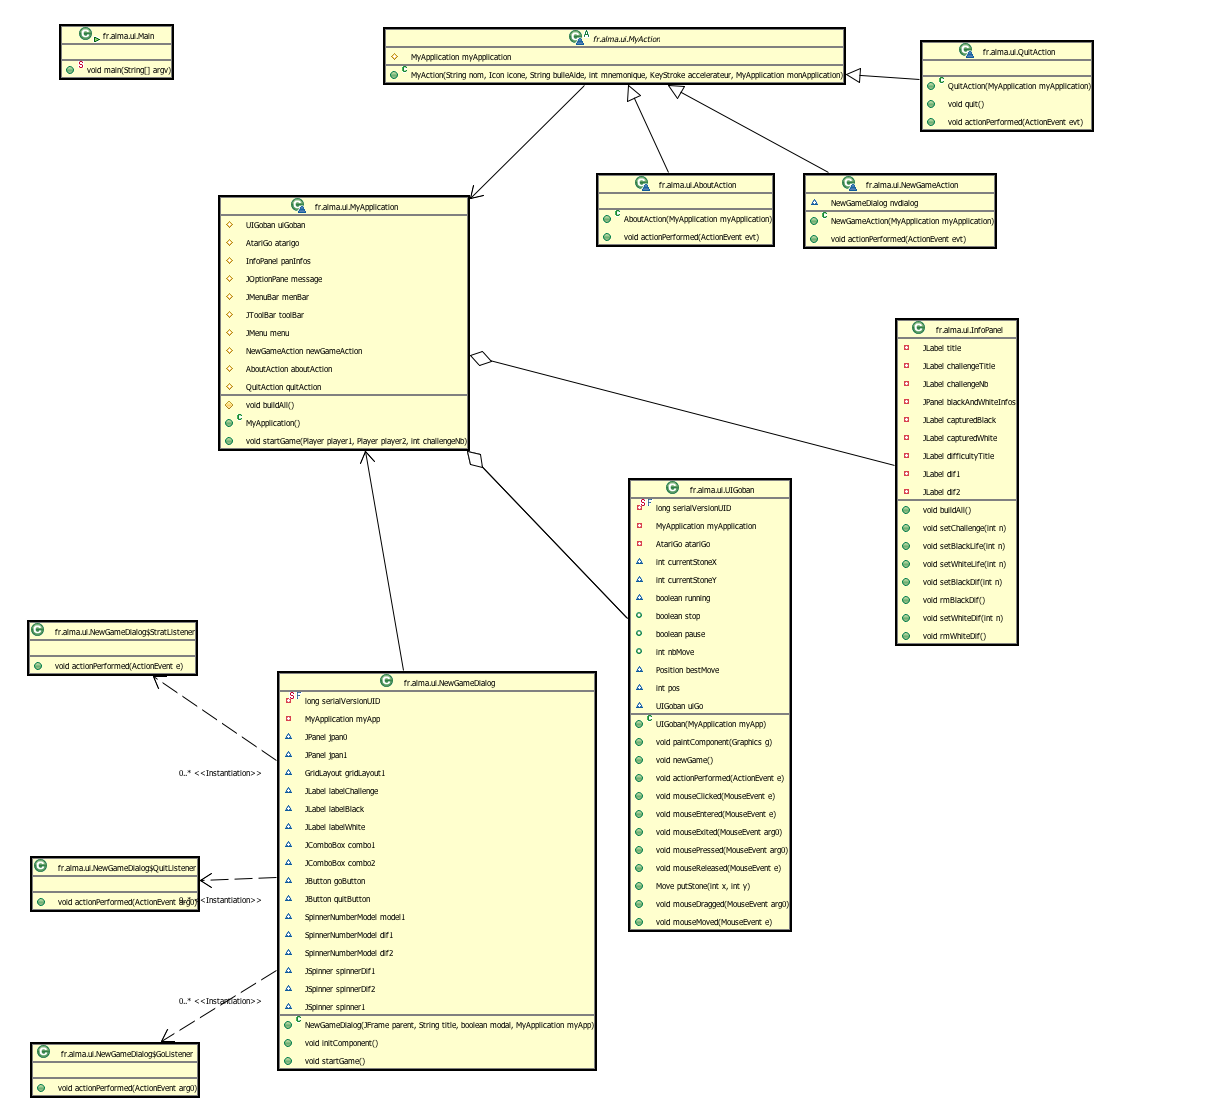 fr.alma.ui.Main
void main(String[] argv)
fr.alma.ui.MyAction
MyApplication myApplication
MyAction(String nom, Icon icone, String bulleAide, int mnemonique, KeyStroke accelerateur, MyApplication monApplication)
fr.alma.ui.QuitAction
QuitAction(MyApplication myApplication)
void quit()
void actionPerformed(ActionEvent evt)
fr.alma.ui.AboutAction
AboutAction(MyApplication myApplication)
void actionPerformed(ActionEvent evt)
fr.alma.ui.NewGameAction
NewGameDialog nvdialog
NewGameAction(MyApplication myApplication)
void actionPerformed(ActionEvent evt)
fr.alma.ui.MyApplication
UIGoban uiGoban
AtariGo atarigo
InfoPanel panInfos
JOptionPane message
JMenuBar menBar
JToolBar toolBar
JMenu menu
NewGameAction newGameAction
AboutAction aboutAction
QuitAction quitAction
void buildAll()
MyApplication()
void startGame(Player player1, Player player2, int challengeNb)
fr.alma.ui.InfoPanel
JLabel title
JLabel challengeTitle
JLabel challengeNb
JPanel blackAndWhiteInfos
JLabel capturedBlack
JLabel capturedWhite
JLabel difficultyTitle
JLabel dif1
JLabel dif2
void buildAll()
void setChallenge(int n)
void setBlackLife(int n)
void setWhiteLife(int n)
void setBlackDif(int n)
void rmBlackDif()
void setWhiteDif(int n)
void rmWhiteDif()
fr.alma.ui.UIGoban
long serialVersionUID
MyApplication myApplication
AtariGo atariGo
int currentStoneX
int currentStoneY
boolean running
boolean stop
boolean pause
int nbMove
Position bestMove
int pos
UIGoban uiGo
UIGoban(MyApplication myApp)
void paintComponent(Graphics g)
void newGame()
void actionPerformed(ActionEvent e)
void mouseClicked(MouseEvent e)
void mouseEntered(MouseEvent e)
void mouseExited(MouseEvent arg0)
void mousePressed(MouseEvent arg0)
void mouseReleased(MouseEvent e)
Move putStone(int x, int y)
void mouseDragged(MouseEvent arg0)
void mouseMoved(MouseEvent e)
fr.alma.ui.NewGameDialog$StratListener
void actionPerformed(ActionEvent e)
0..* <<Instantiation>>
fr.alma.ui.NewGameDialog$QuitListener
void actionPerformed(ActionEvent arg0)
0..* <<Instantiation>>
0..* <<Instantiation>>
fr.alma.ui.NewGameDialog$GoListener
void actionPerformed(ActionEvent arg0)
fr.alma.ui.NewGameDialog
long serialVersionUID
MyApplication myApp
JPanel jpan0
JPanel jpan1
GridLayout gridLayout1
JLabel labelChallenge
JLabel labelBlack
JLabel labelWhite
JComboBox combo1
JComboBox combo2
JButton goButton
JButton quitButton
SpinnerNumberModel model1
SpinnerNumberModel dif1
SpinnerNumberModel dif2
JSpinner spinnerDif1
JSpinner spinnerDif2
JSpinner spinner1
NewGameDialog(JFrame parent, String title, boolean modal, MyApplication myApp)
void initComponent()
void startGame()